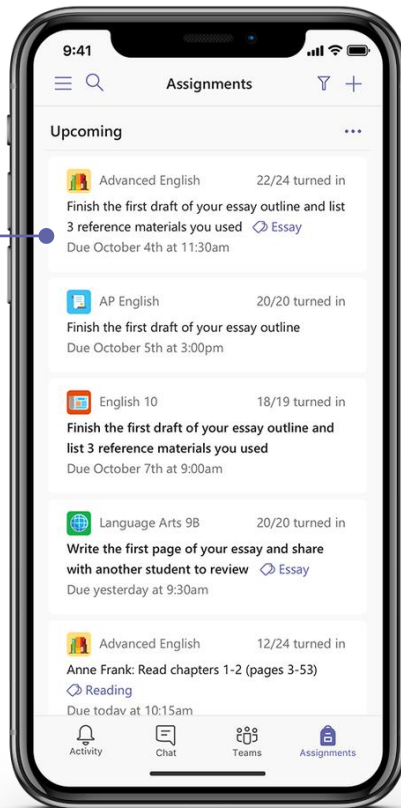 9:41
Assignments
Upcoming
Advanced English 22/24 turned in
Finish the first draft of your essay outline and list
3 reference materials you used Essay
Due October 4th at 11:30am
AP English 20/20 turned in
Finish the first draft of your essay outline
Due October 5th at 3:00pm
English 10 18/19 turned in
Finish the first draft of your essay outline and
list 3 reference materials you used
Due October 7th at 9:00am
Language Arts 9B 20/20 turned in
Write the first page of your essay and share
with another student to review Essay
Due yesterday at 9:30am
Advanced English 12/24 turned in
Anne Frank: Read chapters 1-2 (pages 3-53)
Reading
Due today at 10:15am
Activity Chat Teams Assignments